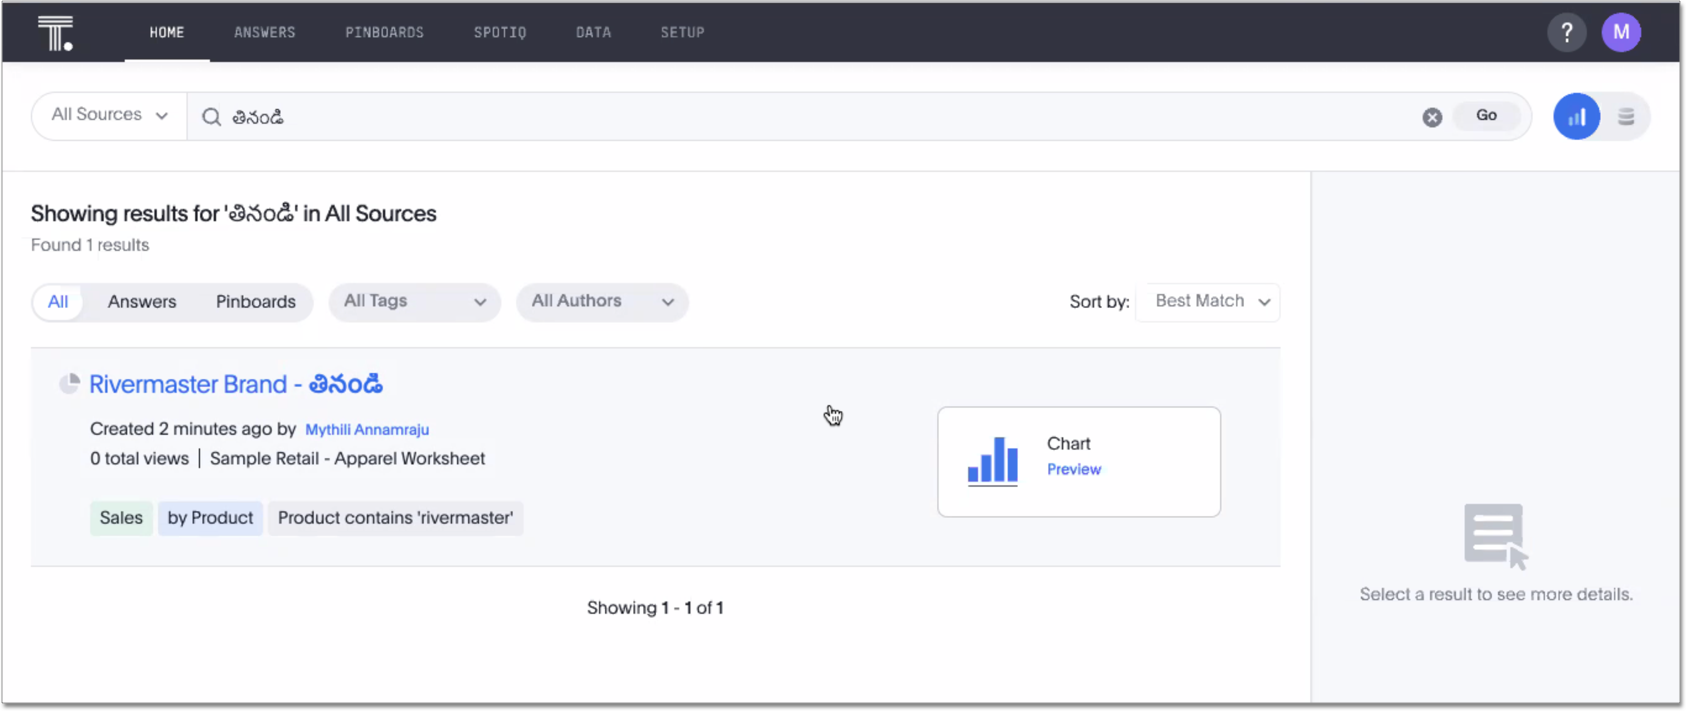 HOME ANSWERS PINBOARDS SPOTIQ DATA SETUP ? M
All Sources తినండి Go
Showing results for 'తినండి' in All Sources
Found 1 results
All Answers Pinboards All Tags All Authors Sort by: Best Match
Rivermaster Brand - తినండి
Created 2 minutes ago by Mythili Annamraju
0 total views | Sample Retail - Apparel Worksheet
Chart
Preview
Sales by Product Product contains 'rivermaster'
Select a result to see more details.
Showing 1 - 1 of 1